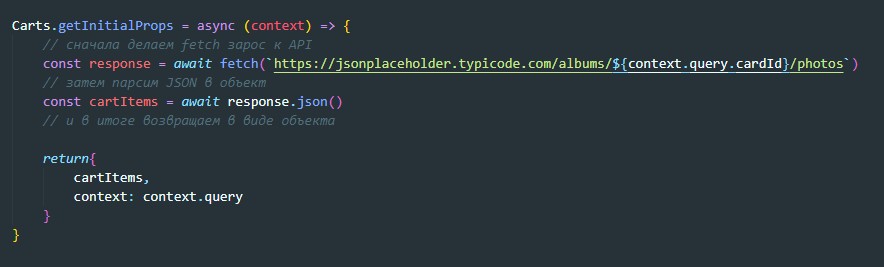 Carts.getInitialProps = async (context) => {
// сначала делаем fetch зарос к API
const response = await fetch(`https://jsonplaceholder.typicode.com/albums/${context.query.cardId}/photos`)
// затем парсим JSON в объект
const cartItems = await response.json()
// и в итоге возвращаем в виде объекта
return{
cartItems,
context: context.query
}
}